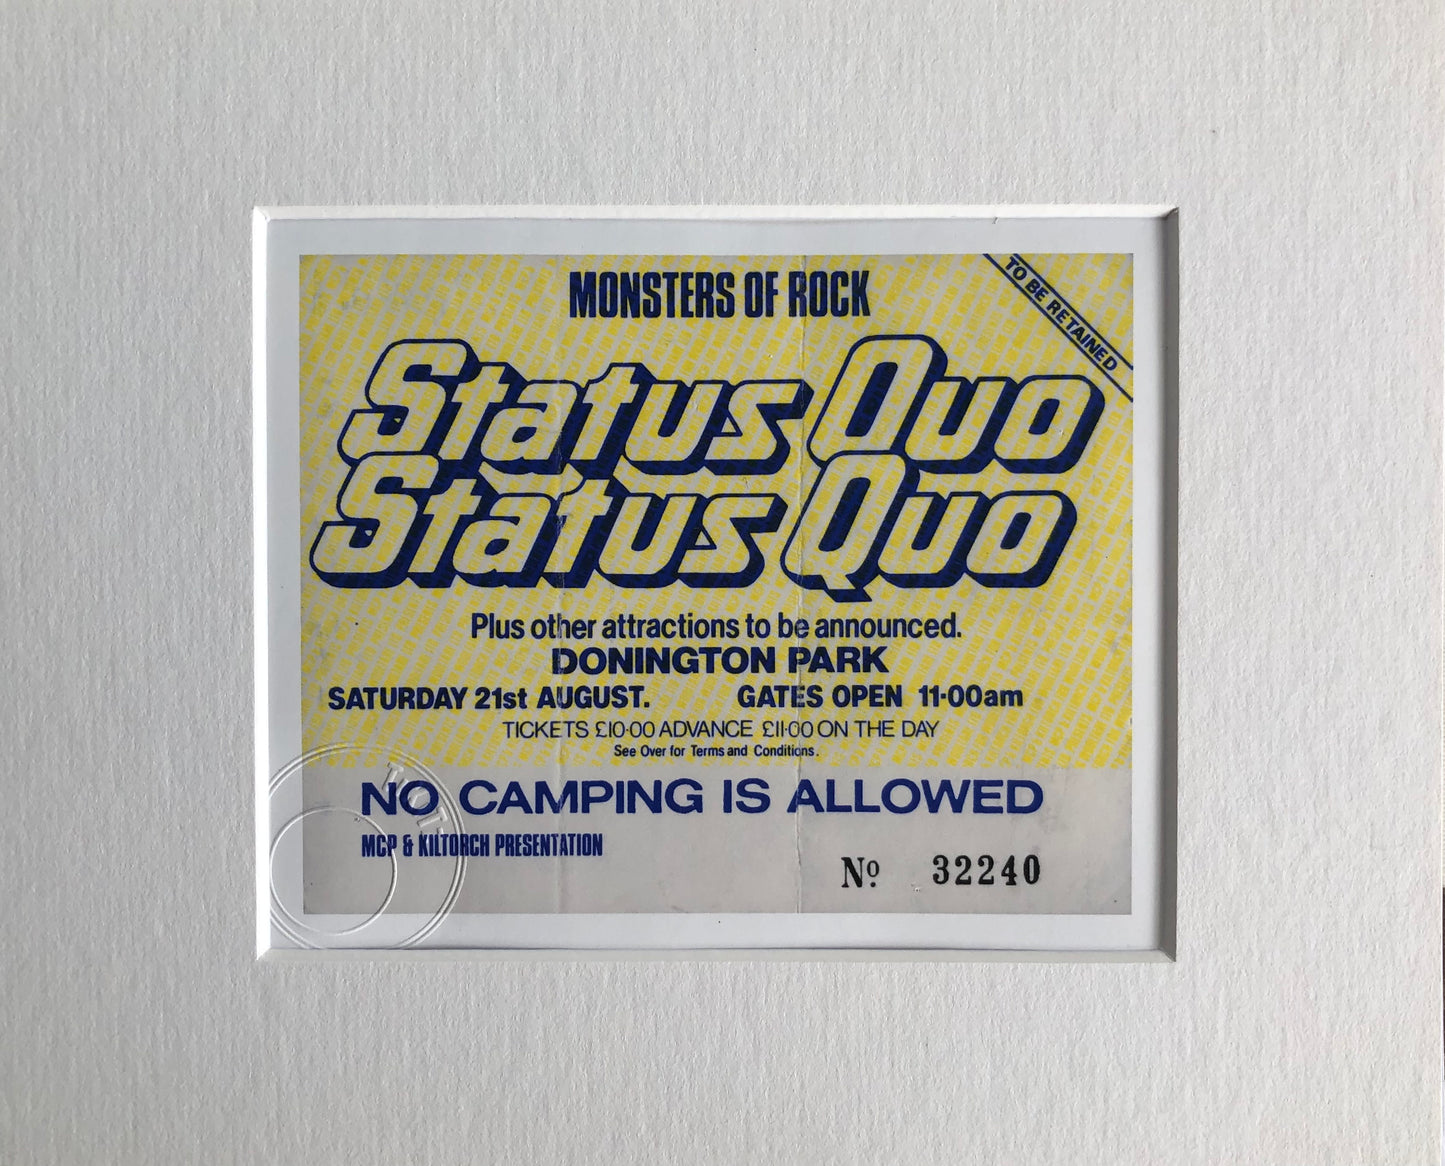 MONSTERS OF ROCK
TO BE RETAINED
Status Quo
Status Quo
Plus other attractions to be announced.
DONINGTON PARK
SATURDAY 21st AUGUST. GATES OPEN 11·00am
TICKETS £10·00 ADVANCE £11·00 ON THE DAY
See Over for Terms and Conditions.
NO CAMPING IS ALLOWED
MCP & KILTORCH PRESENTATION
Nº 32240